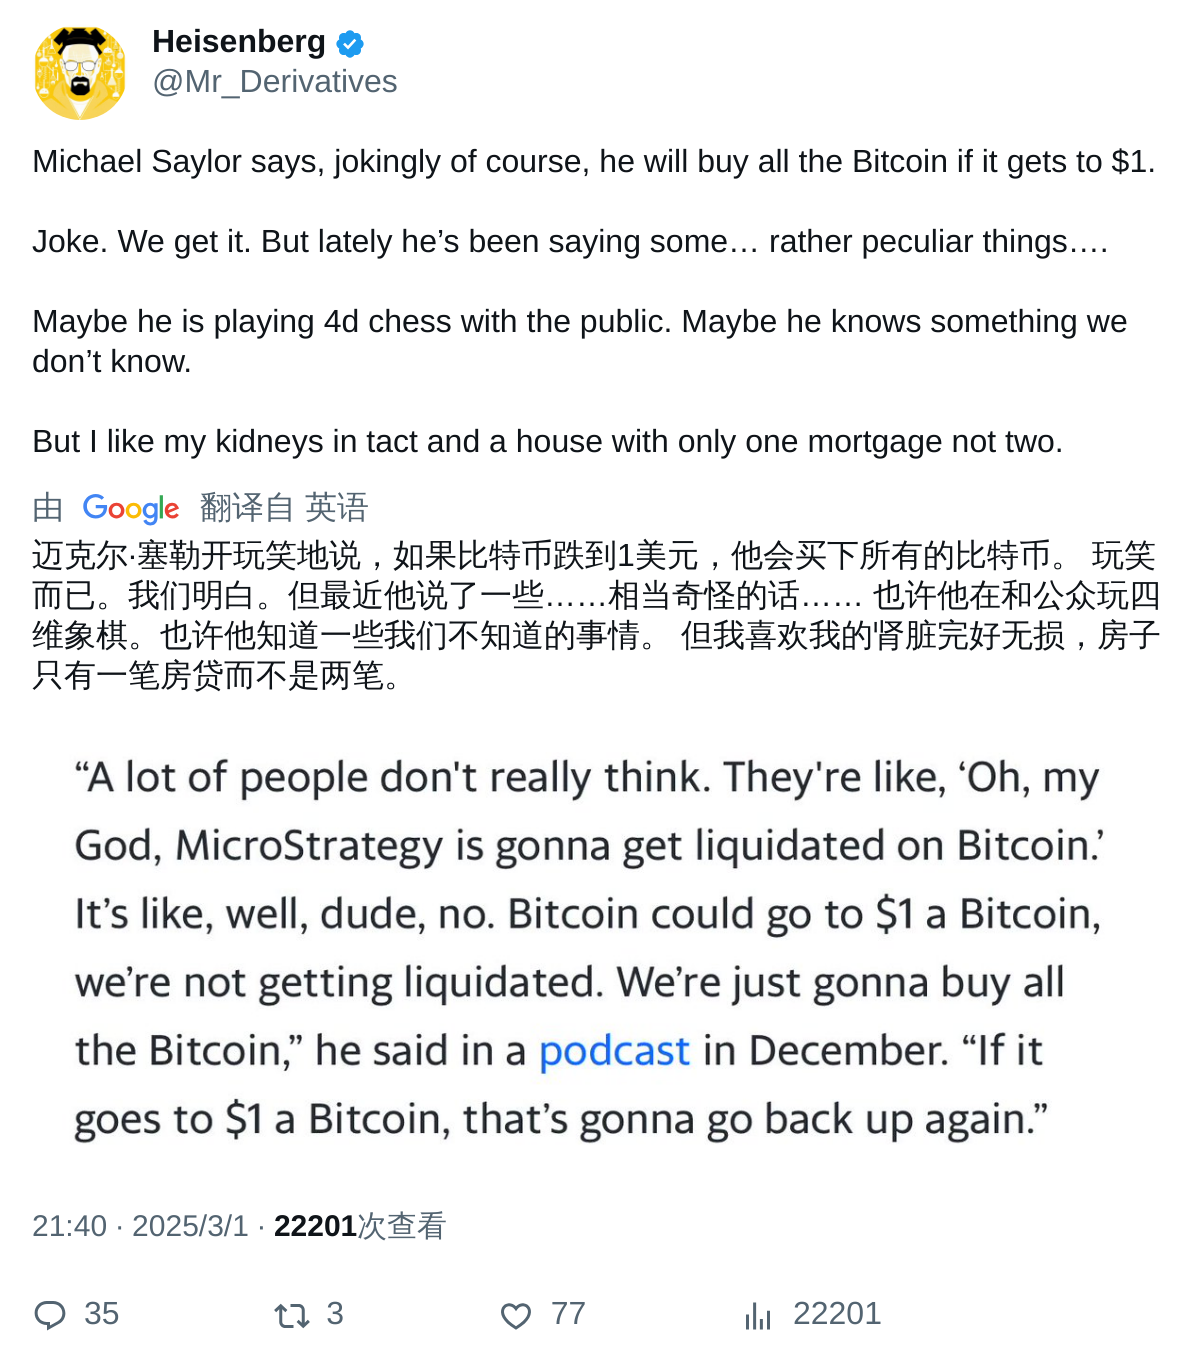 Heisenberg
@Mr_Derivatives
Michael Saylor says, jokingly of course, he will buy all the Bitcoin if it gets to $1.
Joke. We get it. But lately he’s been saying some… rather peculiar things….
Maybe he is playing 4d chess with the public. Maybe he knows something we
don’t know.
But I like my kidneys in tact and a house with only one mortgage not two.
由 Google 翻译自 英语
迈克尔·塞勒开玩笑地说，如果比特币跌到1美元，他会买下所有的比特币。 玩笑
而已。我们明白。但最近他说了一些……相当奇怪的话…… 也许他在和公众玩四
维象棋。也许他知道一些我们不知道的事情。 但我喜欢我的肾脏完好无损，房子
只有一笔房贷而不是两笔。
“A lot of people don't really think. They're like, ‘Oh, my
God, MicroStrategy is gonna get liquidated on Bitcoin.’
It’s like, well, dude, no. Bitcoin could go to $1 a Bitcoin,
we’re not getting liquidated. We’re just gonna buy all
the Bitcoin,” he said in a podcast in December. “If it
goes to $1 a Bitcoin, that’s gonna go back up again.”
21:40 · 2025/3/1 · 22201次查看
35 3 77 22201